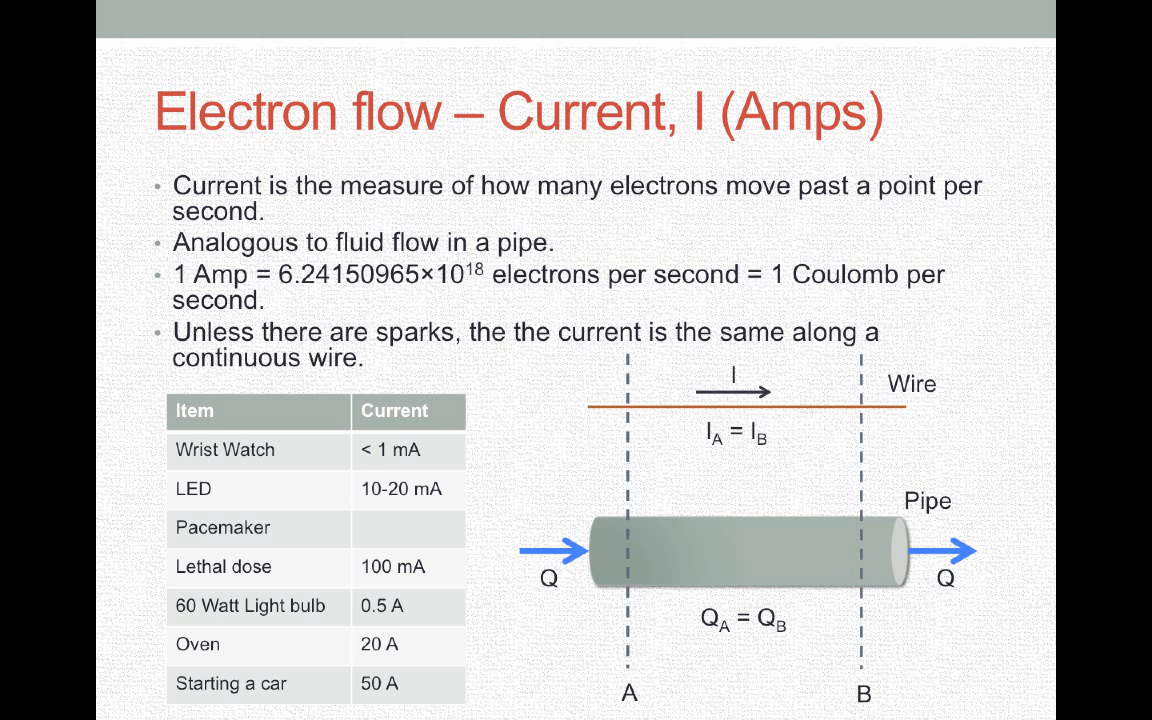 Electron flow – Current, I (Amps)
• Current is the measure of how many electrons move past a point per
second.
• Analogous to fluid flow in a pipe.
• 1 Amp = 6.24150965×10¹⁸ electrons per second = 1 Coulomb per
second.
• Unless there are sparks, the the current is the same along a
continuous wire.
Item Current
Wrist Watch < 1 mA
LED 10-20 mA
Pacemaker
Lethal dose 100 mA
60 Watt Light bulb 0.5 A
Oven 20 A
Starting a car 50 A
I
Wire
I_A = I_B
Pipe
Q
Q
Q_A = Q_B
A
B